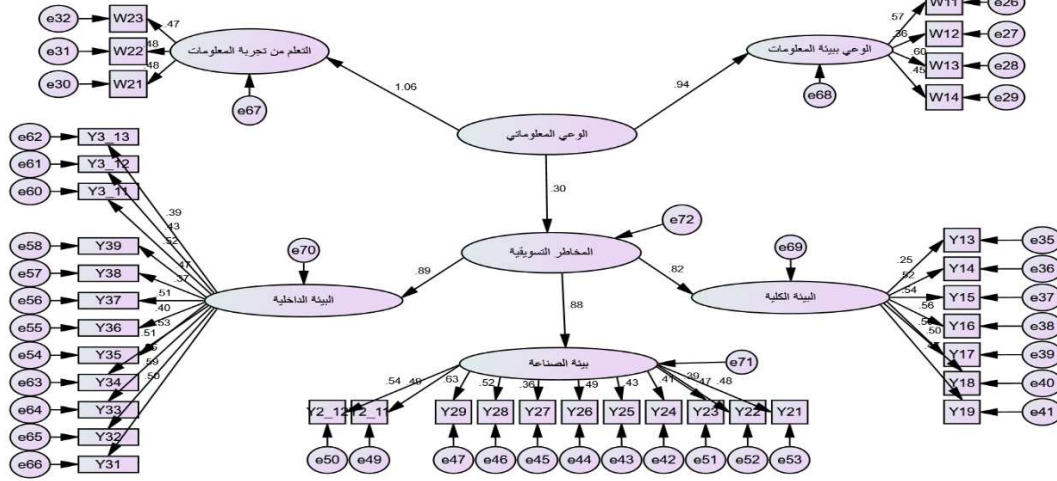 e32 W23 .47
e31 W22 .48
e30 W21 .48
التعلم من تجربة المعلومات
e67
1.06
الوعي ببيئة المعلومات
e68
.94
.57 W11 e26
.36 W12 e27
.60 W13 e28
.45 W14 e29
الوعي المعلوماتي
.30
المخاطر التسويقية
e72
e62 Y3_13 .39
e61 Y3_12 .43
e60 Y3_11 .52
e58 Y39 .47
e57 Y38 .37
e56 Y37 .51
e55 Y36 .40
e54 Y35 .53
e63 Y34 .51
e64 Y33
e65 Y32 .59
e66 Y31 .50
e70
البيئة الداخلية
.89
.88
.82
e69
البيئة الكلية
.25 Y13 e35
.52 Y14 e36
.54 Y15 e37
.56 Y16 e38
Y17 e39
.50 Y18 e40
Y19 e41
بيئة الصناعة
e71
.54 .49 .63 .52 .36 .49 .43 .41 .39 .47 .48
Y2_12 Y2_11 Y29 Y28 Y27 Y26 Y25 Y24 Y23 Y22 Y21
e50 e49 e47 e46 e45 e44 e43 e42 e51 e52 e53